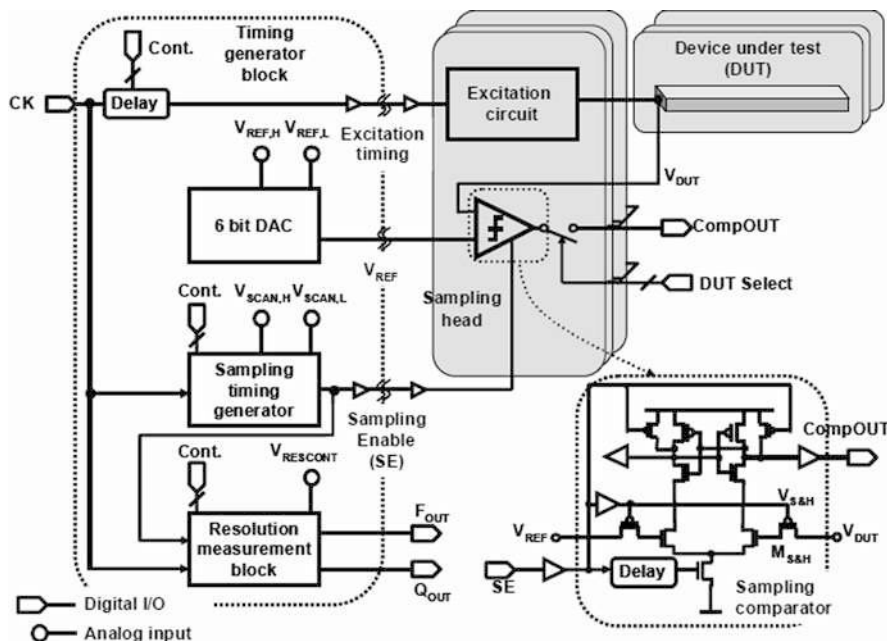 Cont.
Timing
generator
block
Device under test
(DUT)
CK
Delay
Excitation
circuit
Excitation
timing
VREF,H VREF,L
VDUT
6 bit DAC
CompOUT
VREF
DUT Select
Cont.
VSCAN,H VSCAN,L
Sampling
head
Sampling
timing
generator
Sampling
Enable
(SE)
CompOUT
Cont.
VRESCONT
VS&H
Resolution
measurement
block
FOUT
QOUT
VREF
VDUT
MS&H
SE
Delay
Sampling
comparator
Digital I/O
Analog input